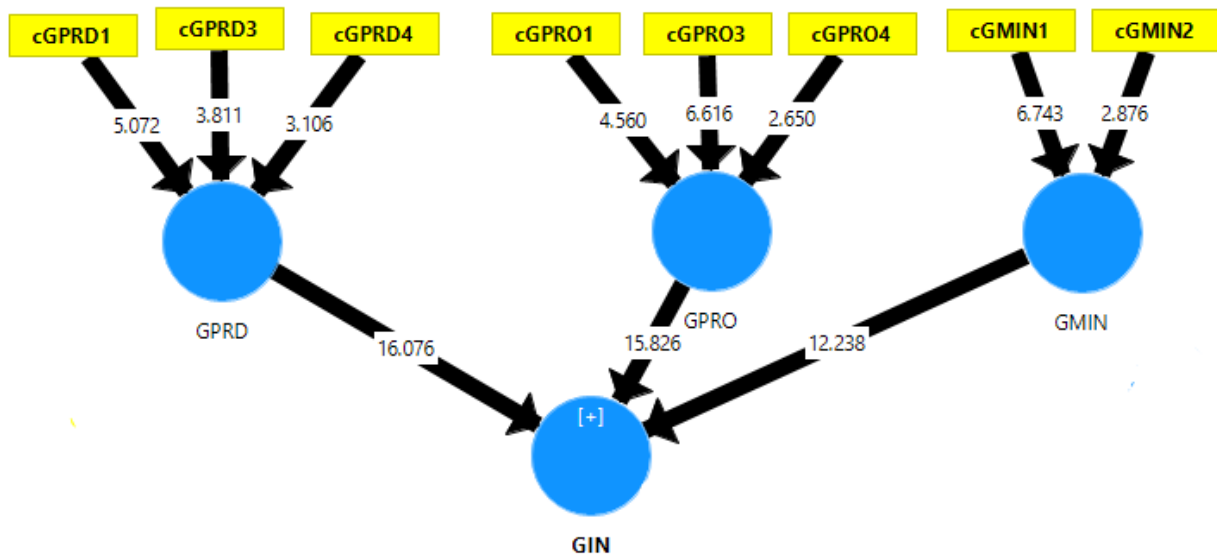 cGPRD1 cGPRD3 cGPRD4 cGPRO1 cGPRO3 cGPRO4 cGMIN1 cGMIN2
5.072 3.811 3.106 4.560 6.616 2.650 6.743 2.876
GPRD GPRO GMIN
16.076 15.826 12.238
[+]
GIN